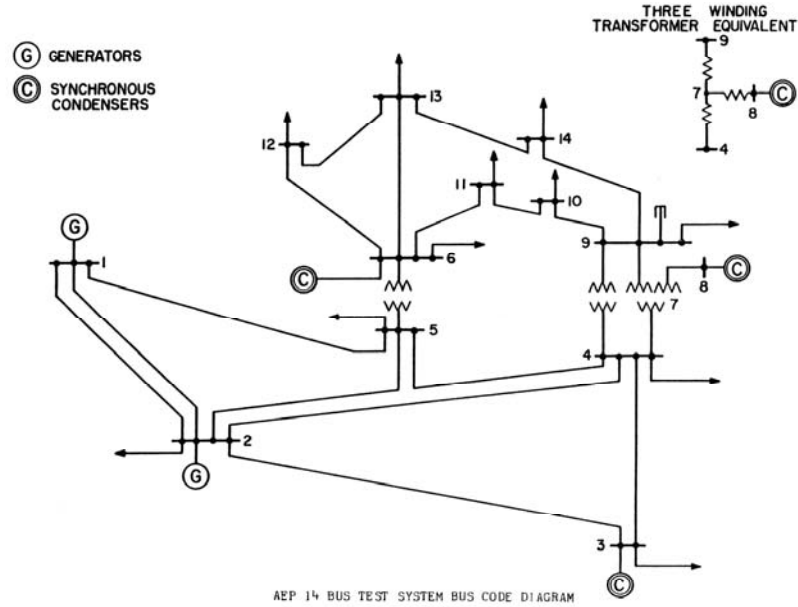 THREE WINDING
TRANSFORMER EQUIVALENT
9
7
C
8
4
G GENERATORS
C SYNCHRONOUS
CONDENSERS
13
12
14
11
10
G
1
9
6
C
8
C
7
5
4
2
G
3
C
AEP 14 BUS TEST SYSTEM BUS CODE DIAGRAM